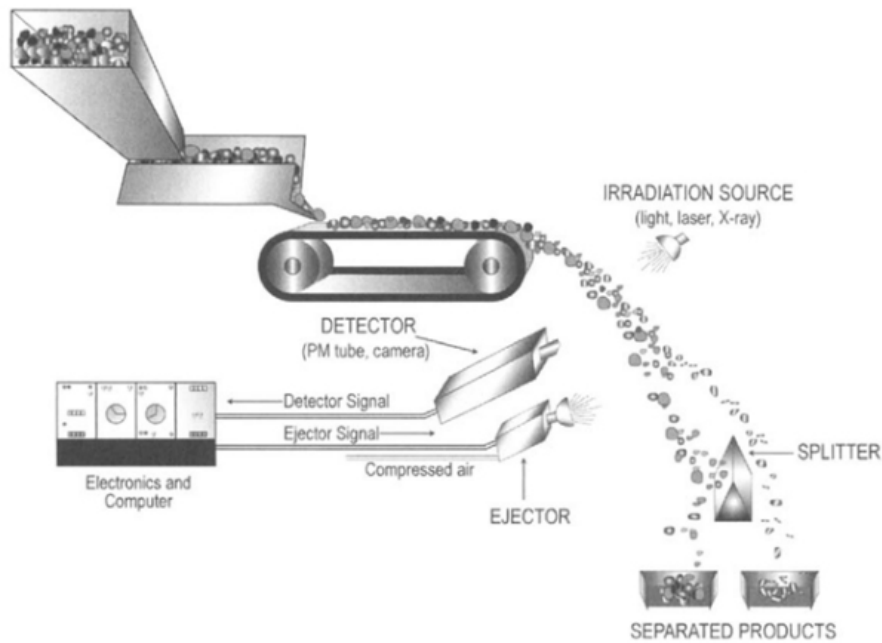 IRRADIATION SOURCE
(light, laser, X-ray)
DETECTOR
(PM tube, camera)
Detector Signal
Ejector Signal
Compressed air
Electronics and
Computer
EJECTOR
SPLITTER
SEPARATED PRODUCTS